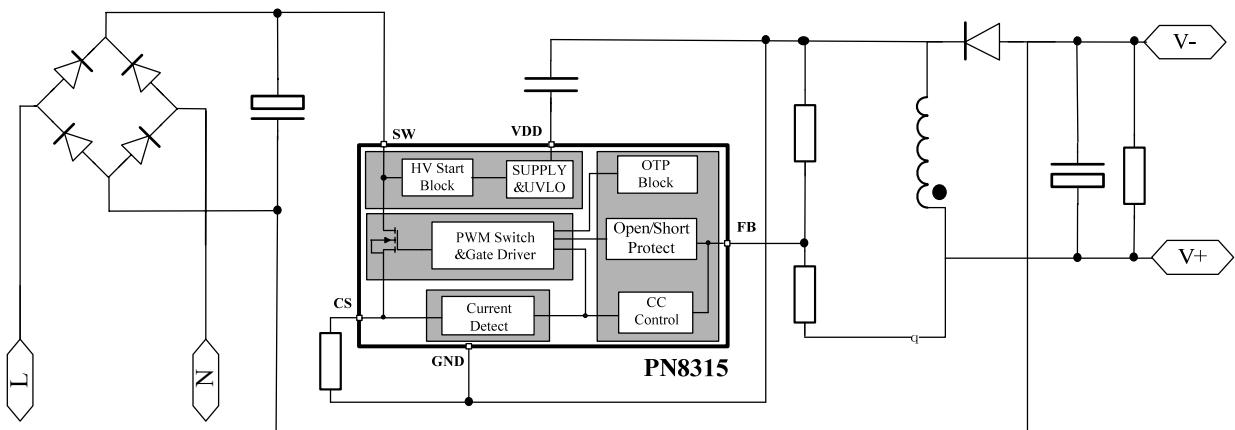 V-
SW
VDD
HV Start
Block
SUPPLY
&UVLO
OTP
Block
FB
PWM Switch
&Gate Driver
Open/Short
Protect
V+
CS
Current
Detect
CC
Control
q
GND
PN8315
L
N